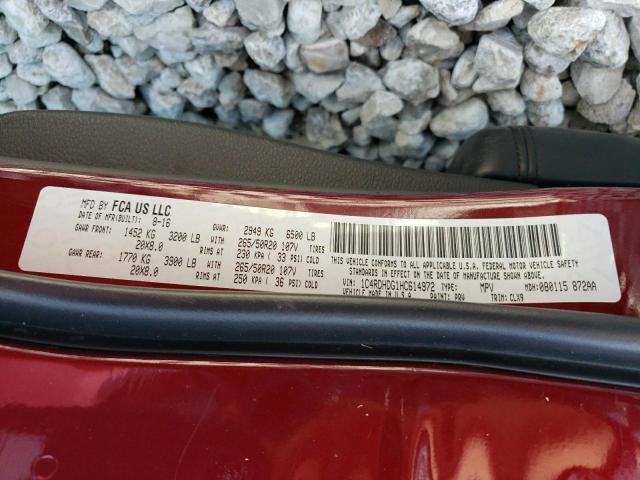 MFD BY FCA US LLC
DATE OF MFR(BUILT): 8-16 GVWR: 2949 KG 6500 LB
GAWR FRONT: 1452 KG 3200 LB WITH 265/50R20 107V
20X8.0 RIMS AT 230 KPA ( 33 PSI) COLD
GAWR REAR: 1770 KG 3900 LB WITH 265/50R20 107V
20X8.0 RIMS AT 250 KPA ( 36 PSI) COLD
THIS VEHICLE CONFORMS TO ALL APPLICABLE U.S.A. FEDERAL MOTOR VEHICLE SAFETY
STANDARDS IN EFFECT ON THE DATE OF MANUFACTURE SHOWN ABOVE.
VIN: 1C4RDHDG1HC614972 TYPE: MPV MDH: 080115 872AA
VEHICLE MADE IN U.S.A. PAINT: PRV TRIM: CLX9